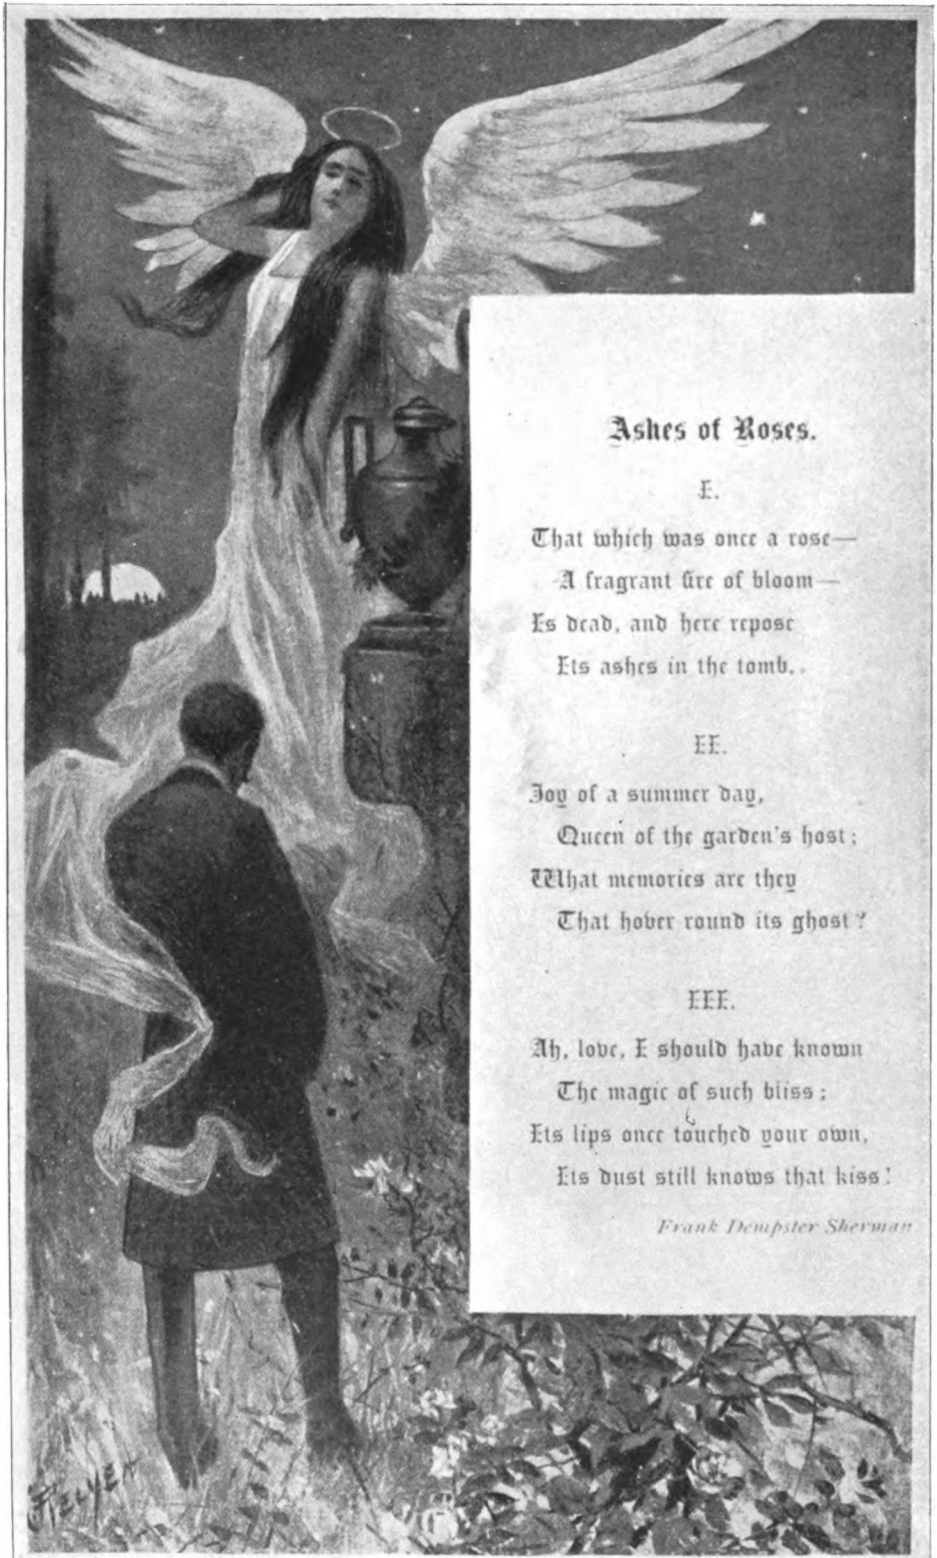 Ashes of Roses.
I.
That which was once a rose—
A fragrant fire of bloom—
Is dead, and here repose
Its ashes in the tomb.
II.
Joy of a summer day,
Queen of the garden's host;
What memories are they
That hover round its ghost?
III.
Ah, love, I should have known
The magic of such bliss;
Its lips once touched your own,
Its dust still knows that kiss!
Frank Dempster Sherman